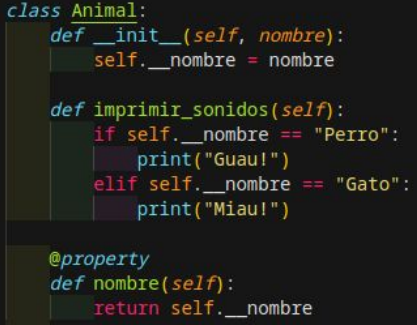 class Animal:
    def __init__(self, nombre):
        self.__nombre = nombre

    def imprimir_sonidos(self):
        if self.__nombre == "Perro":
            print("Guau!")
        elif self.__nombre == "Gato":
            print("Miau!")

    @property
    def nombre(self):
        return self.__nombre